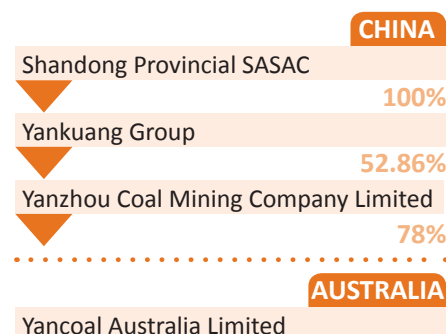 CHINA
Shandong Provincial SASAC
100%
Yankuang Group
52.86%
Yanzhou Coal Mining Company Limited
78%
AUSTRALIA
Yancoal Australia Limited